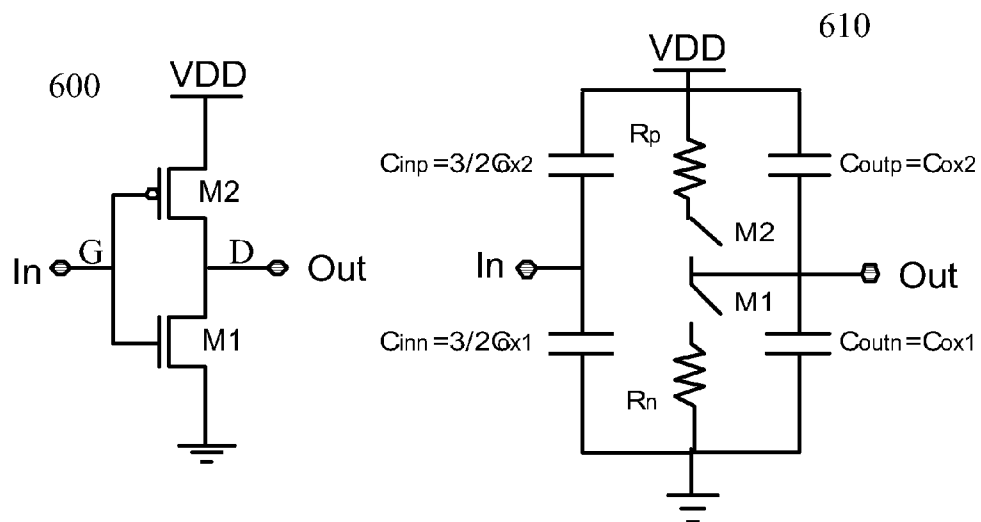 600
VDD
M2
G
D
In
Out
M1
610
VDD
Rp
Cinp=3/2Cox2
Coutp=Cox2
M2
In
Out
M1
Cinn=3/2Cox1
Coutn=Cox1
Rn